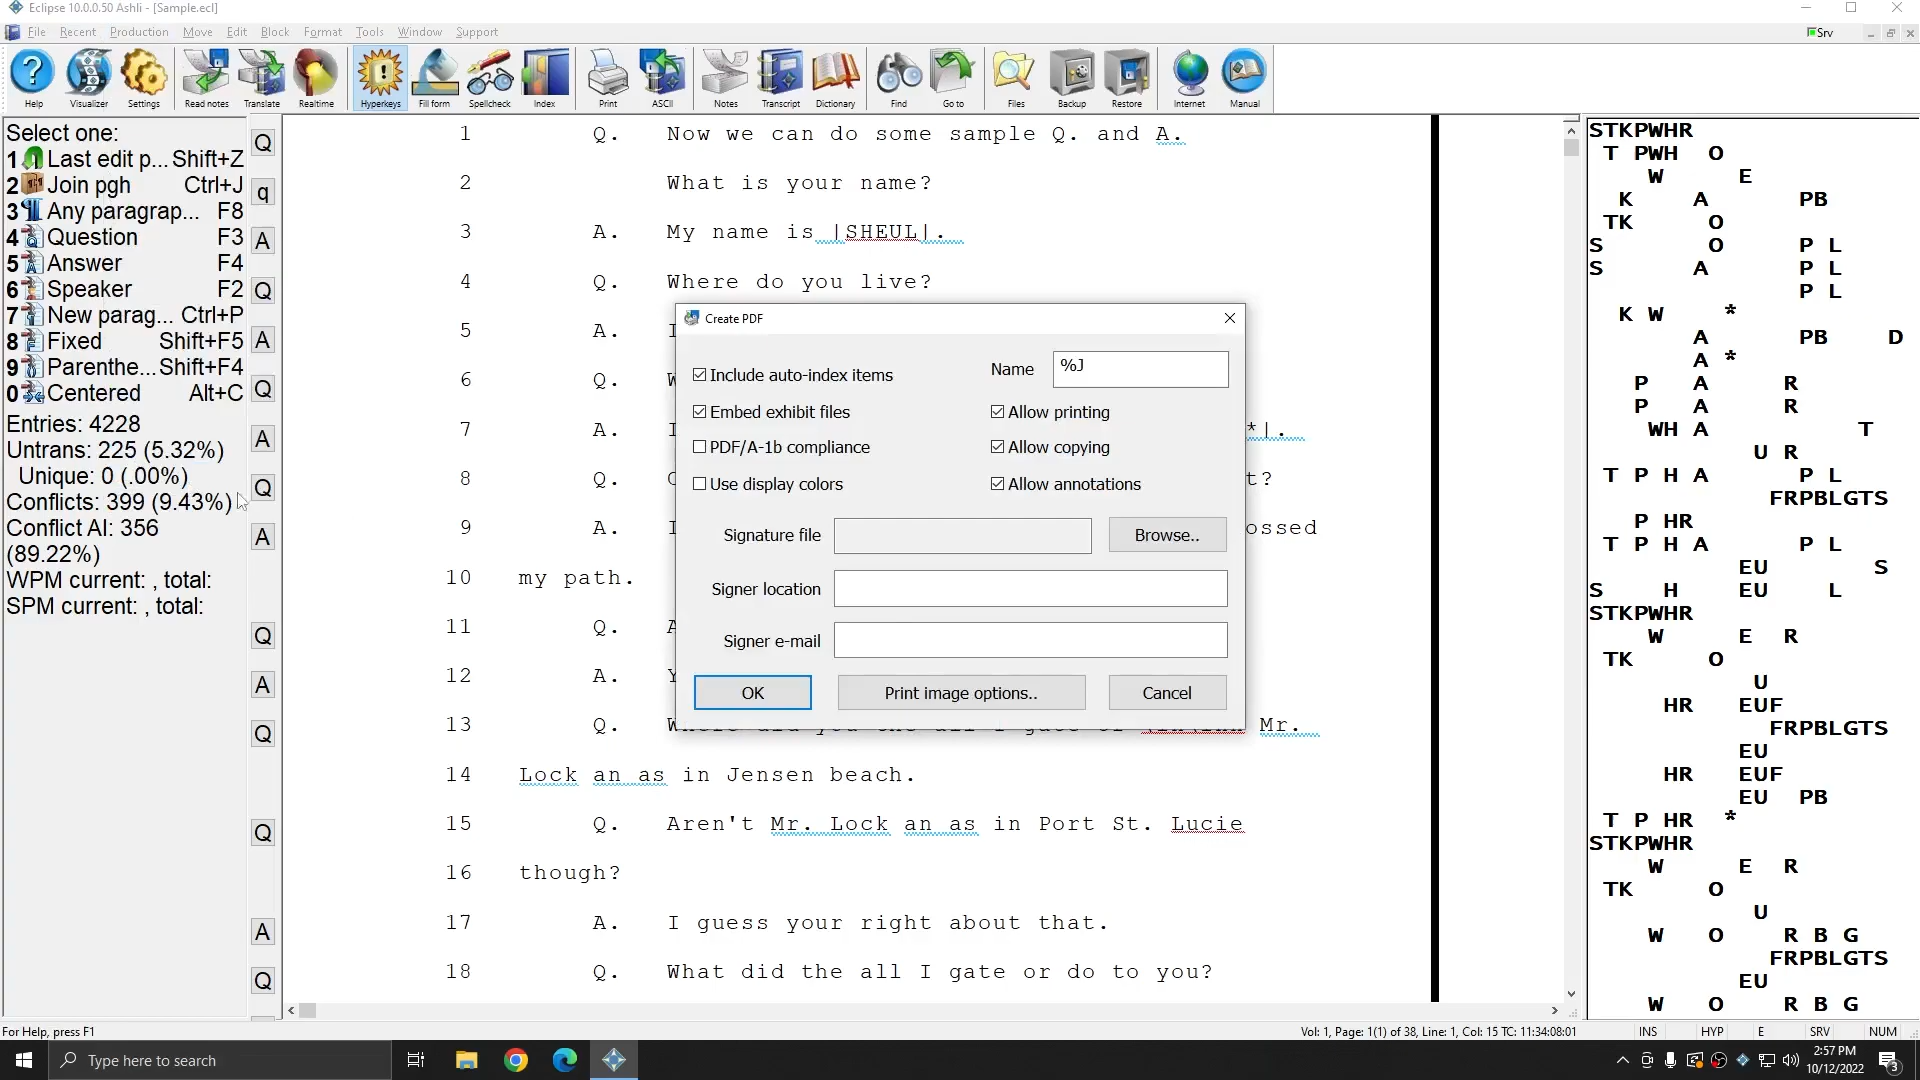 Eclipse 10.0.0.50 Ashli - [Sample.ecl]
File Recent Production Move Edit Block Format Tools Window Support
Srv
Help Visualizer Settings Read notes Translate Realtime Hyperkeys Fill form Spellcheck Index Print ASCII Notes Transcript Dictionary Find Go to Files Backup Restore Internet Manual
Select one:
1 Last edit p... Shift+Z
2 Join pgh Ctrl+J
3 Any paragrap... F8
4 Question F3
5 Answer F4
6 Speaker F2
7 New parag... Ctrl+P
8 Fixed Shift+F5
9 Parenthe... Shift+F4
0 Centered Alt+C
Entries: 4228
Untrans: 225 (5.32%)
Unique: 0 (.00%)
Conflicts: 399 (9.43%)
Conflict AI: 356
(89.22%)
WPM current: , total:
SPM current: , total:
Q
q
A
Q
A
Q
A
Q
A
Q
A
Q
Q
A
Q
1 Q. Now we can do some sample Q. and A.
2 What is your name?
3 A. My name is |SHEUL|.
4 Q. Where do you live?
5 A. I
6 Q. W
7 A. I *|.
8 Q. t?
9 A. I ossed
10 my path.
11 Q. A
12 A. Y
13 Q. Mr.
14 Lock an as in Jensen beach.
15 Q. Aren't Mr. Lock an as in Port St. Lucie
16 though?
17 A. I guess your right about that.
18 Q. What did the all I gate or do to you?
Create PDF
Include auto-index items
Name %J
Embed exhibit files
Allow printing
PDF/A-1b compliance
Allow copying
Use display colors
Allow annotations
Signature file Browse..
Signer location
Signer e-mail
OK Print image options.. Cancel
STKPWHR
T PWH O
W E
K A PB
TK O
S O P L
S A P L
P L
K W *
A PB D
A *
P A R
P A R
WH A T
U R
T P H A P L
FRPBLGTS
P HR
T P H A P L
EU S
S H EU L
STKPWHR
W E R
TK O
U
HR EUF
FRPBLGTS
EU
HR EUF
EU PB
T P HR *
STKPWHR
W E R
TK O
U
W O R B G
FRPBLGTS
EU
W O R B G
For Help, press F1
Vol: 1, Page: 1(1) of 38, Line: 1, Col: 15 TC: 11:34:08:01 INS HYP E SRV NUM
Type here to search
2:57 PM
10/12/2022
3